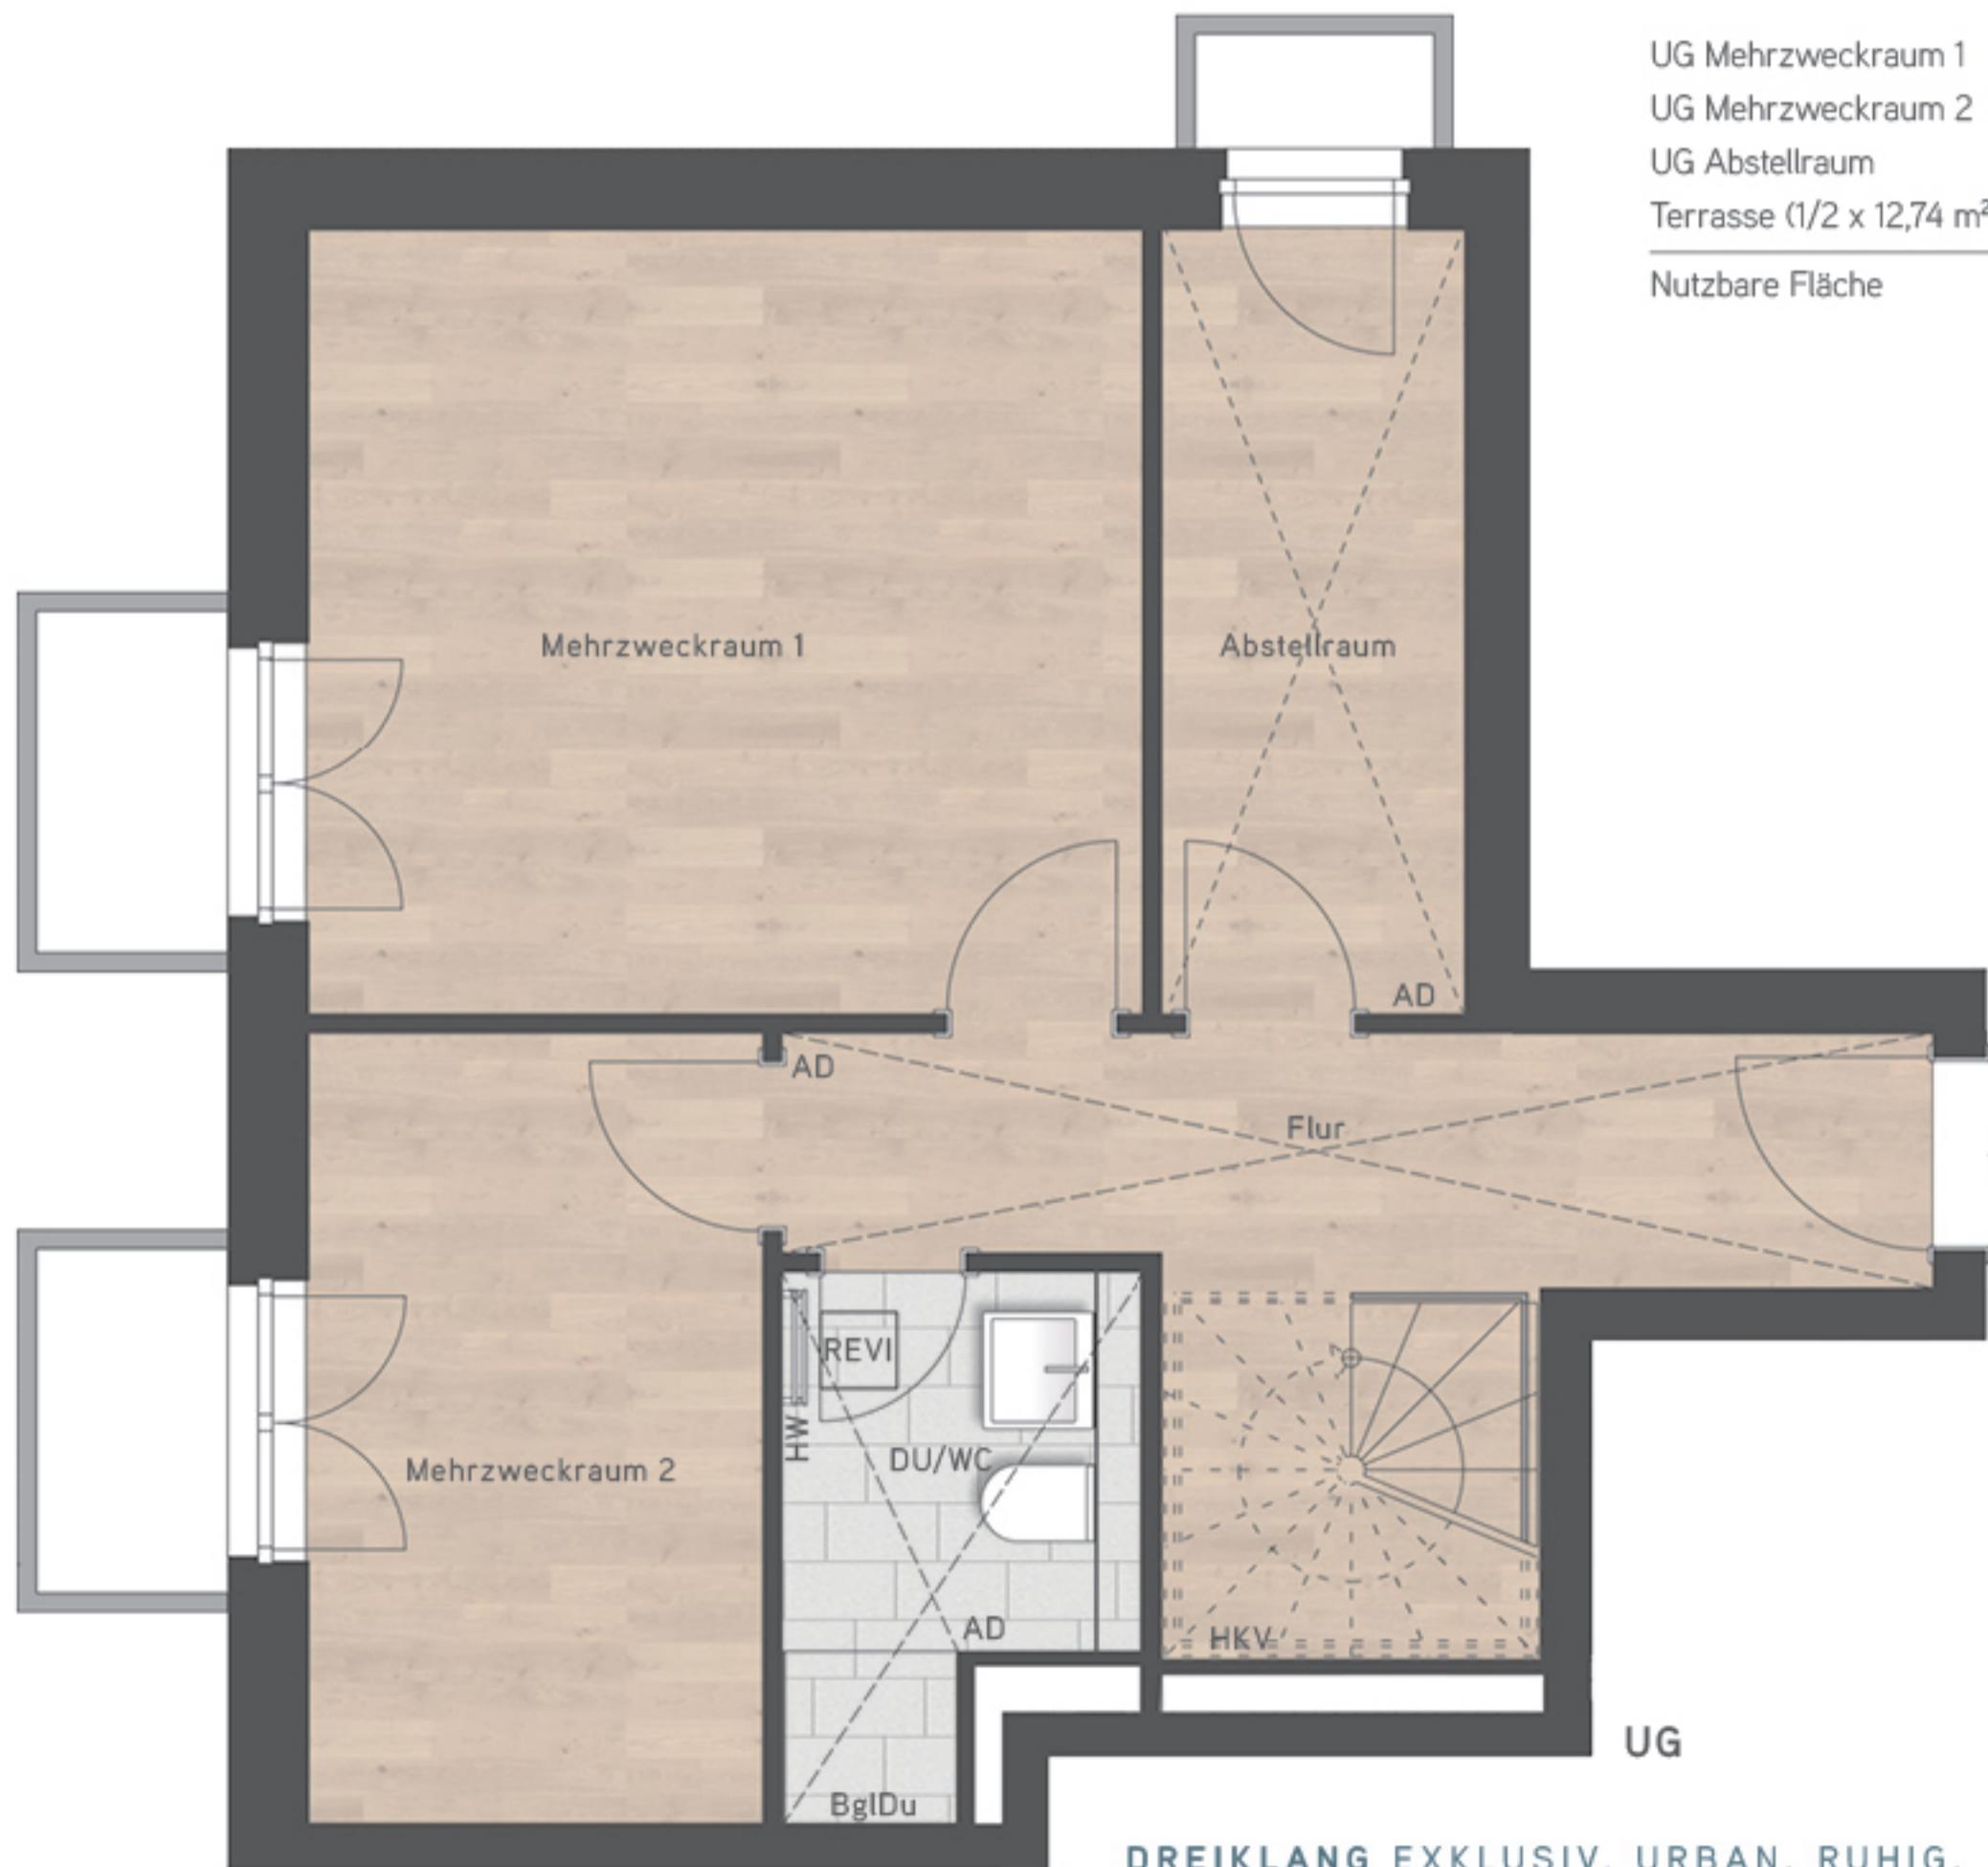 UG Mehrzweckraum 1
UG Mehrzweckraum 2
UG Abstellraum
Terrasse (1/2 x 12,74 m²
Nutzbare Fläche
Mehrzweckraum 1
Abstellraum
AD
AD
Flur
REVI
HW
DU/WC
Mehrzweckraum 2
AD
HKV
BglDu
UG
DREIKLANG EXKLUSIV. URBAN. RUHIG.